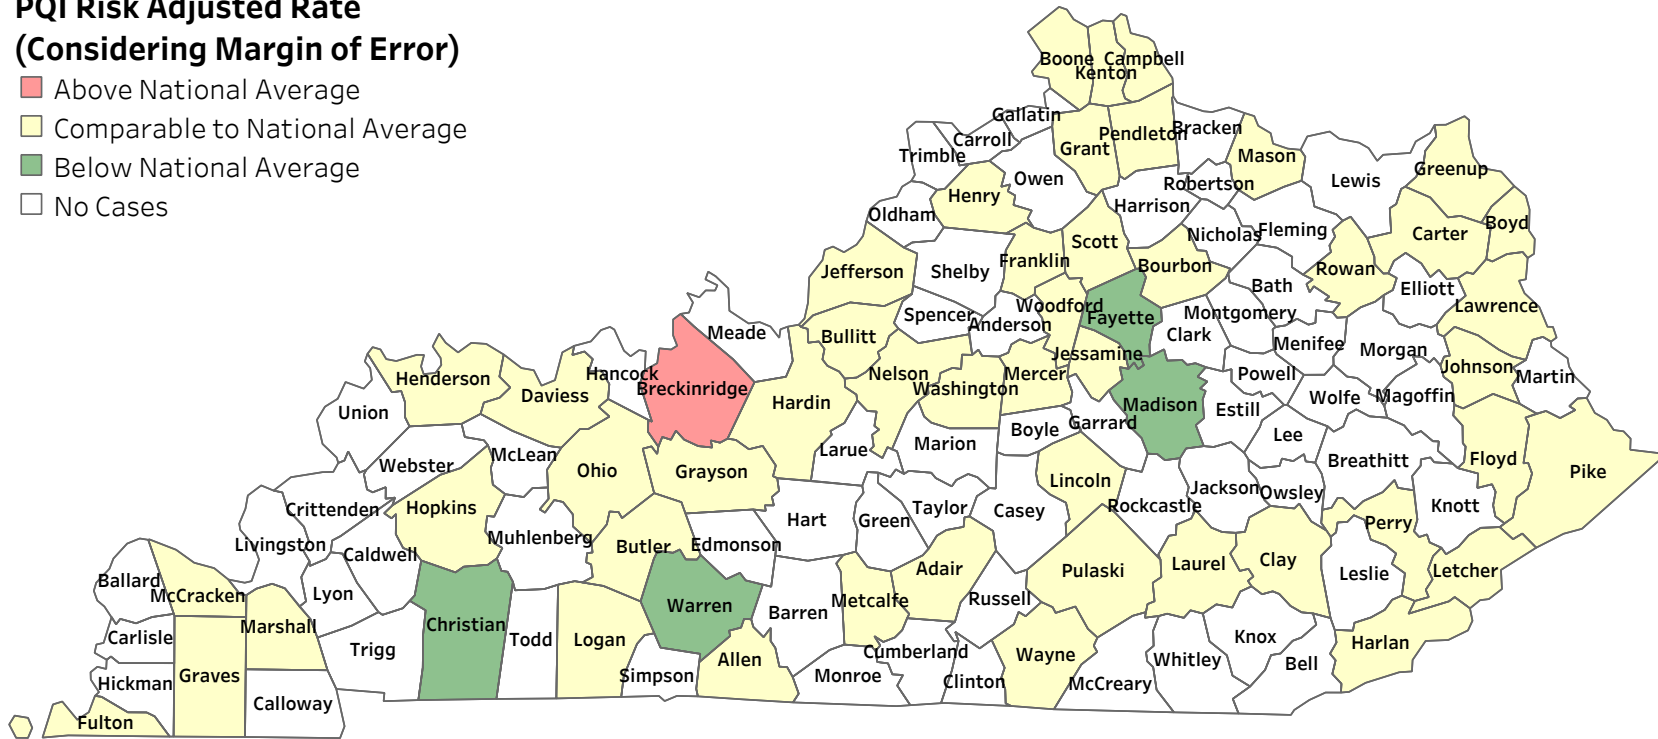 PQI Risk Adjusted Rate
(Considering Margin of Error)
Above National Average
Comparable to National Average
Below National Average
No Cases
Boone
Kenton
Campbell
Gallatin
Carroll
Trimble
Grant
Pendleton
Bracken
Mason
Owen
Robertson
Lewis
Greenup
Henry
Harrison
Oldham
Nicholas
Fleming
Boyd
Carter
Scott
Franklin
Bourbon
Rowan
Jefferson
Shelby
Bath
Elliott
Woodford
Fayette
Montgomery
Lawrence
Spencer
Anderson
Clark
Meade
Bullitt
Menifee
Morgan
Jessamine
Johnson
Martin
Hancock
Breckinridge
Nelson
Washington
Mercer
Powell
Henderson
Daviess
Hardin
Madison
Wolfe
Magoffin
Union
Estill
Garrard
Boyle
Larue
Marion
Lee
Webster
McLean
Ohio
Grayson
Lincoln
Breathitt
Floyd
Pike
Jackson
Owsley
Rockcastle
Knott
Crittenden
Hopkins
Hart
Green
Taylor
Casey
Perry
Livingston
Caldwell
Muhlenberg
Butler
Edmonson
Adair
Pulaski
Laurel
Clay
Leslie
Letcher
Ballard
McCracken
Lyon
Warren
Barren
Metcalfe
Russell
Carlisle
Marshall
Christian
Todd
Logan
Knox
Harlan
Trigg
Simpson
Allen
Cumberland
Wayne
Whitley
Bell
Hickman
Graves
Monroe
Clinton
McCreary
Calloway
Fulton